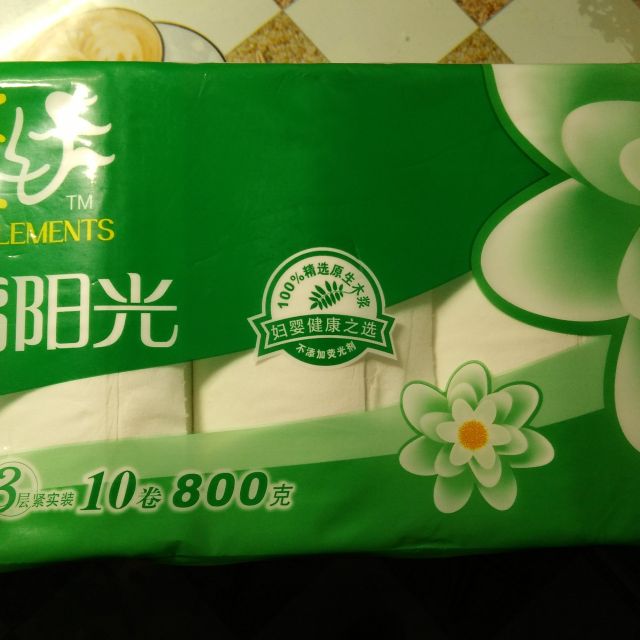 TM
LEMENTS
阳光
100%精选原生木浆
妇婴健康之选
不添加荧光剂
3层紧实装 10卷 800克